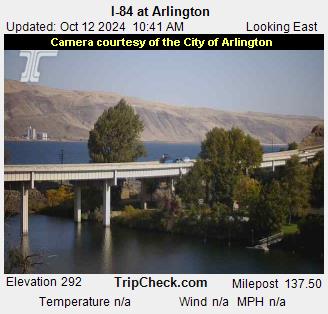 I-84 at Arlington
Updated: Oct 12 2024 10:41 AM Looking East
Camera courtesy of the City of Arlington
Elevation 292 TripCheck.com Milepost 137.50
Temperature n/a Wind n/a MPH n/a